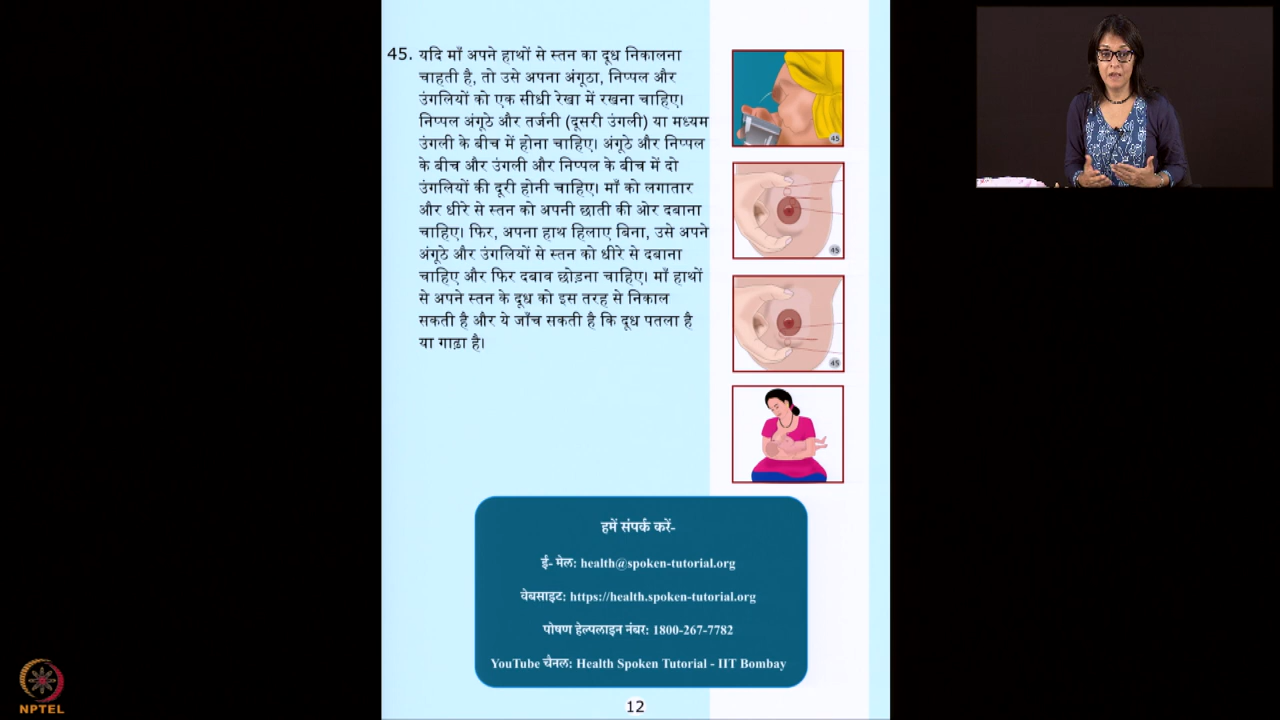 45. यदि माँ अपने हाथों से स्तन का दूध निकालना
चाहती है, तो उसे अपना अंगूठा, निप्पल और
उंगलियों को एक सीधी रेखा में रखना चाहिए।
निप्पल अंगूठे और तर्जनी (दूसरी उंगली) या मध्यम
उंगली के बीच में होना चाहिए। अंगूठे और निप्पल
के बीच और उंगली और निप्पल के बीच में दो
उंगलियों की दूरी होनी चाहिए। माँ को लगातार
और धीरे से स्तन को अपनी छाती की ओर दबाना
चाहिए। फिर, अपना हाथ हिलाए बिना, उसे अपने
अंगूठे और उंगलियों से स्तन को धीरे से दबाना
चाहिए और फिर दबाव छोड़ना चाहिए। माँ हाथों
से अपने स्तन के दूध को इस तरह से निकाल
सकती है और ये जाँच सकती है कि दूध पतला है
या गाढ़ा है।
45
45
45
हमें संपर्क करें-
ई- मेल: health@spoken-tutorial.org
वेबसाइट: https://health.spoken-tutorial.org
पोषण हेल्पलाइन नंबर: 1800-267-7782
YouTube चैनल: Health Spoken Tutorial - IIT Bombay
12
NPTEL